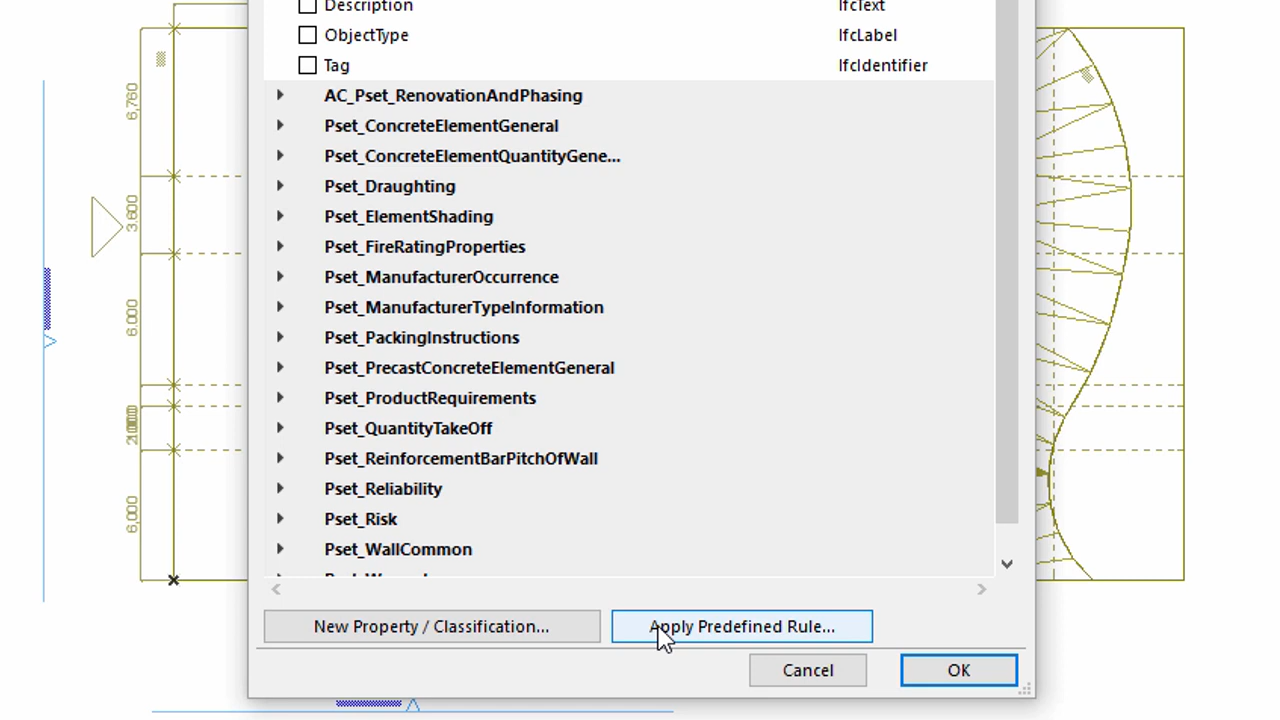 Description IfcText
ObjectType IfcLabel
Tag IfcIdentifier
AC_Pset_RenovationAndPhasing
Pset_ConcreteElementGeneral
Pset_ConcreteElementQuantityGene...
Pset_Draughting
Pset_ElementShading
Pset_FireRatingProperties
Pset_ManufacturerOccurrence
Pset_ManufacturerTypeInformation
Pset_PackingInstructions
Pset_PrecastConcreteElementGeneral
Pset_ProductRequirements
Pset_QuantityTakeOff
Pset_ReinforcementBarPitchOfWall
Pset_Reliability
Pset_Risk
Pset_WallCommon
New Property / Classification... Apply Predefined Rule...
Cancel OK
6,760
3,600
6,000
6,000